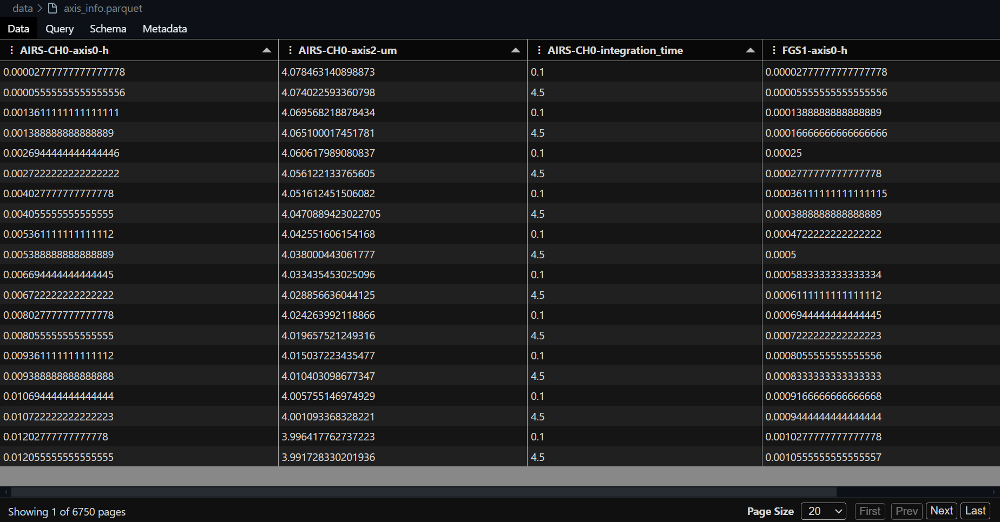 data > axis_info.parquet
Data Query Schema Metadata
AIRS-CH0-axis0-h AIRS-CH0-axis2-um AIRS-CH0-integration_time FGS1-axis0-h
0.00002777777777777778 4.078463140898873 0.1 0.00002777777777777778
0.00005555555555555556 4.074022593360798 4.5 0.00005555555555555556
0.0013611111111111111 4.069568218878434 0.1 0.0001388888888888889
0.001388888888888889 4.065100017451781 4.5 0.00016666666666666666
0.0026944444444444446 4.060617989080837 0.1 0.00025
0.0027222222222222222 4.056122133765605 4.5 0.0002777777777777778
0.004027777777777778 4.051612451506082 0.1 0.00036111111111111115
0.004055555555555555 4.0470889423022705 4.5 0.0003888888888888889
0.005361111111111112 4.042551606154168 0.1 0.0004722222222222222
0.005388888888888889 4.038000443061777 4.5 0.0005
0.006694444444444445 4.033435453025096 0.1 0.0005833333333333334
0.006722222222222222 4.028856636044125 4.5 0.0006111111111111112
0.008027777777777778 4.024263992118866 0.1 0.0006944444444444445
0.008055555555555555 4.019657521249316 4.5 0.0007222222222222223
0.009361111111111112 4.015037223435477 0.1 0.0008055555555555556
0.009388888888888888 4.010403098677347 4.5 0.0008333333333333333
0.010694444444444444 4.005755146974929 0.1 0.0009166666666666668
0.010722222222222223 4.001093368328221 4.5 0.0009444444444444444
0.01202777777777778 3.996417762737223 0.1 0.0010277777777777778
0.012055555555555555 3.991728330201936 4.5 0.0010555555555555557
Showing 1 of 6750 pages Page Size 20 First Prev Next Last